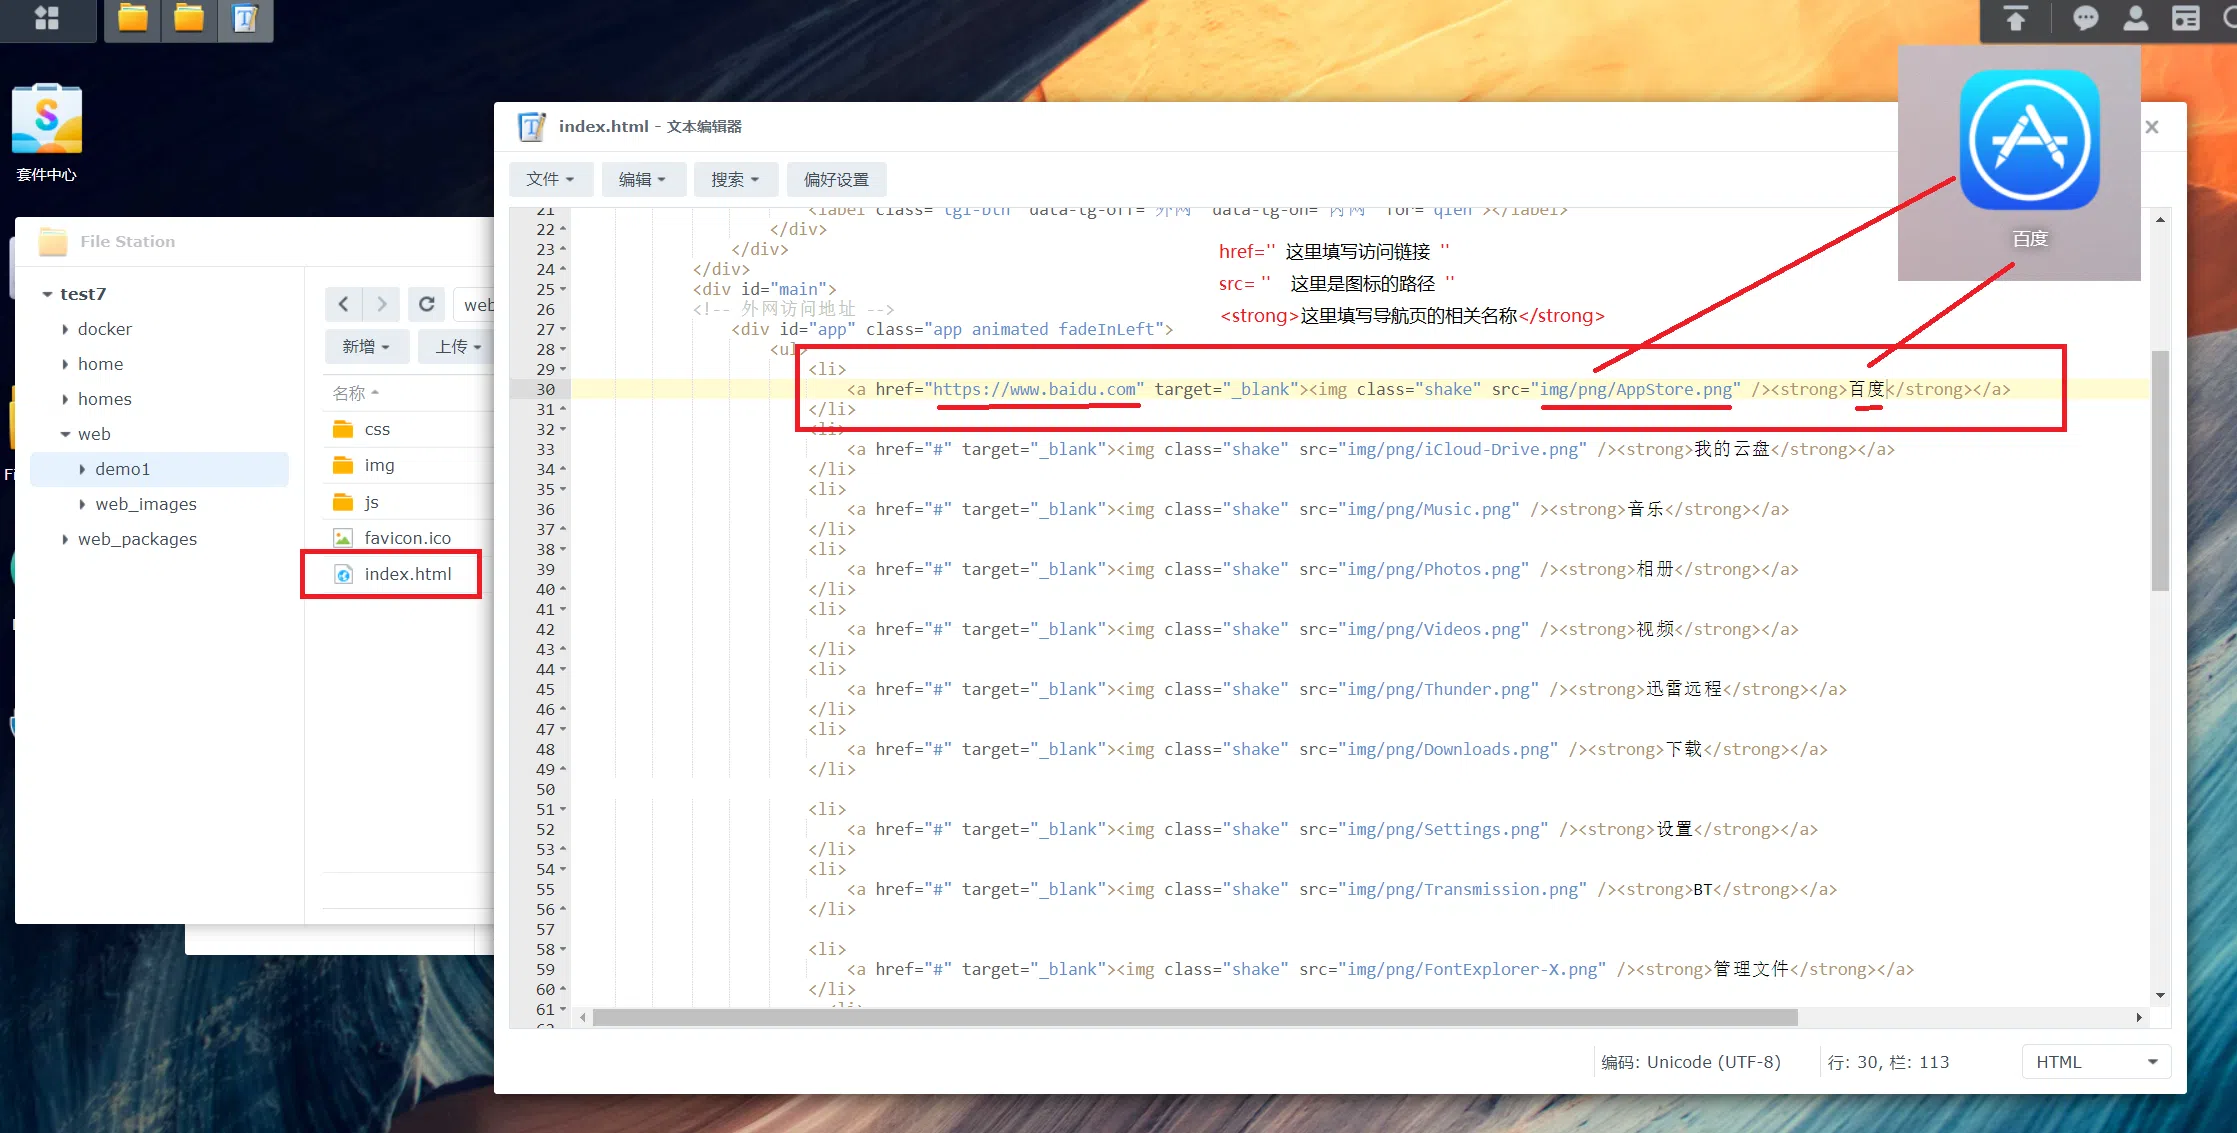 套件中心
File Station
test7
docker
home
homes
web
demo1
web_images
web_packages
web
新增
上传
名称
css
img
js
favicon.ico
index.html
index.html - 文本编辑器
文件
编辑
搜索
偏好设置
百度
href=" 这里填写访问链接 "
src= " 这里是图标的路径 "
<strong>这里填写导航页的相关名称</strong>
21 <label class="tgl-btn" data-tg-off="外网" data-tg-on="内网" for="qieh"></label>
22 </div>
23 </div>
24 </div>
25 <div id="main">
26 <!-- 外网访问地址 -->
27 <div id="app" class="app animated fadeInLeft">
28 <ul>
29 <li>
30 <a href="https://www.baidu.com" target="_blank"><img class="shake" src="img/png/AppStore.png" /><strong>百度</strong></a>
31 </li>
32 <li>
33 <a href="#" target="_blank"><img class="shake" src="img/png/iCloud-Drive.png" /><strong>我的云盘</strong></a>
34 </li>
35 <li>
36 <a href="#" target="_blank"><img class="shake" src="img/png/Music.png" /><strong>音乐</strong></a>
37 </li>
38 <li>
39 <a href="#" target="_blank"><img class="shake" src="img/png/Photos.png" /><strong>相册</strong></a>
40 </li>
41 <li>
42 <a href="#" target="_blank"><img class="shake" src="img/png/Videos.png" /><strong>视频</strong></a>
43 </li>
44 <li>
45 <a href="#" target="_blank"><img class="shake" src="img/png/Thunder.png" /><strong>迅雷远程</strong></a>
46 </li>
47 <li>
48 <a href="#" target="_blank"><img class="shake" src="img/png/Downloads.png" /><strong>下载</strong></a>
49 </li>
50
51 <li>
52 <a href="#" target="_blank"><img class="shake" src="img/png/Settings.png" /><strong>设置</strong></a>
53 </li>
54 <li>
55 <a href="#" target="_blank"><img class="shake" src="img/png/Transmission.png" /><strong>BT</strong></a>
56 </li>
57
58 <li>
59 <a href="#" target="_blank"><img class="shake" src="img/png/FontExplorer-X.png" /><strong>管理文件</strong></a>
60 </li>
61 <li>
编码: Unicode (UTF-8)
行: 30, 栏: 113
HTML